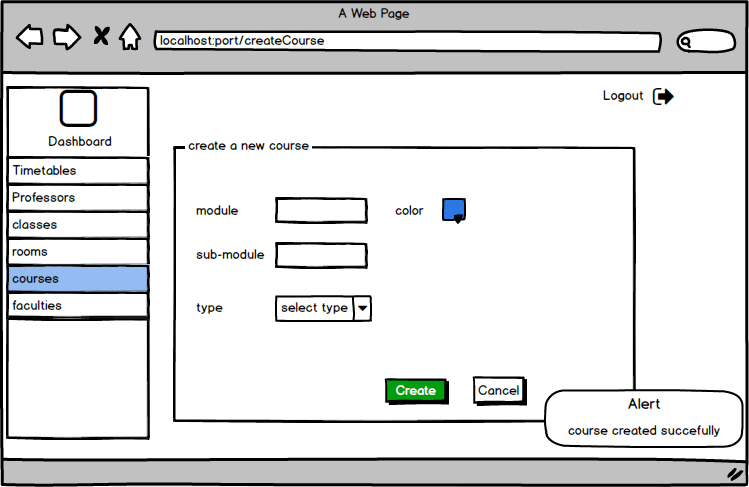 A Web Page
localhost:port/createCourse
Logout
Dashboard
Timetables
Professors
classes
rooms
courses
faculties
create a new course
module
color
sub-module
type
select type
Create
Cancel
Alert
course created succefully